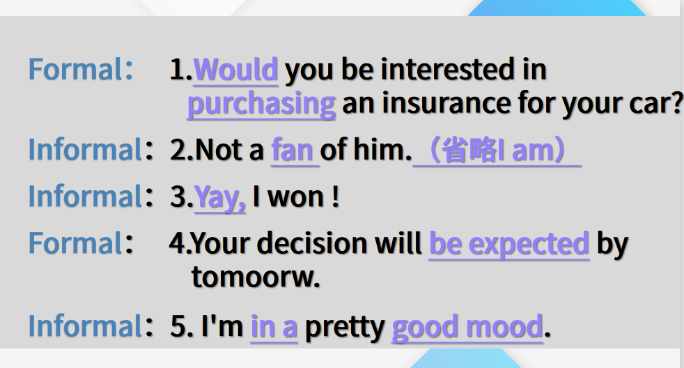 Formal： 1.Would you be interested in
purchasing an insurance for your car?
Informal： 2.Not a fan of him.（省略I am）
Informal： 3.Yay, I won !
Formal： 4.Your decision will be expected by
tomoorw.
Informal： 5. I'm in a pretty good mood.